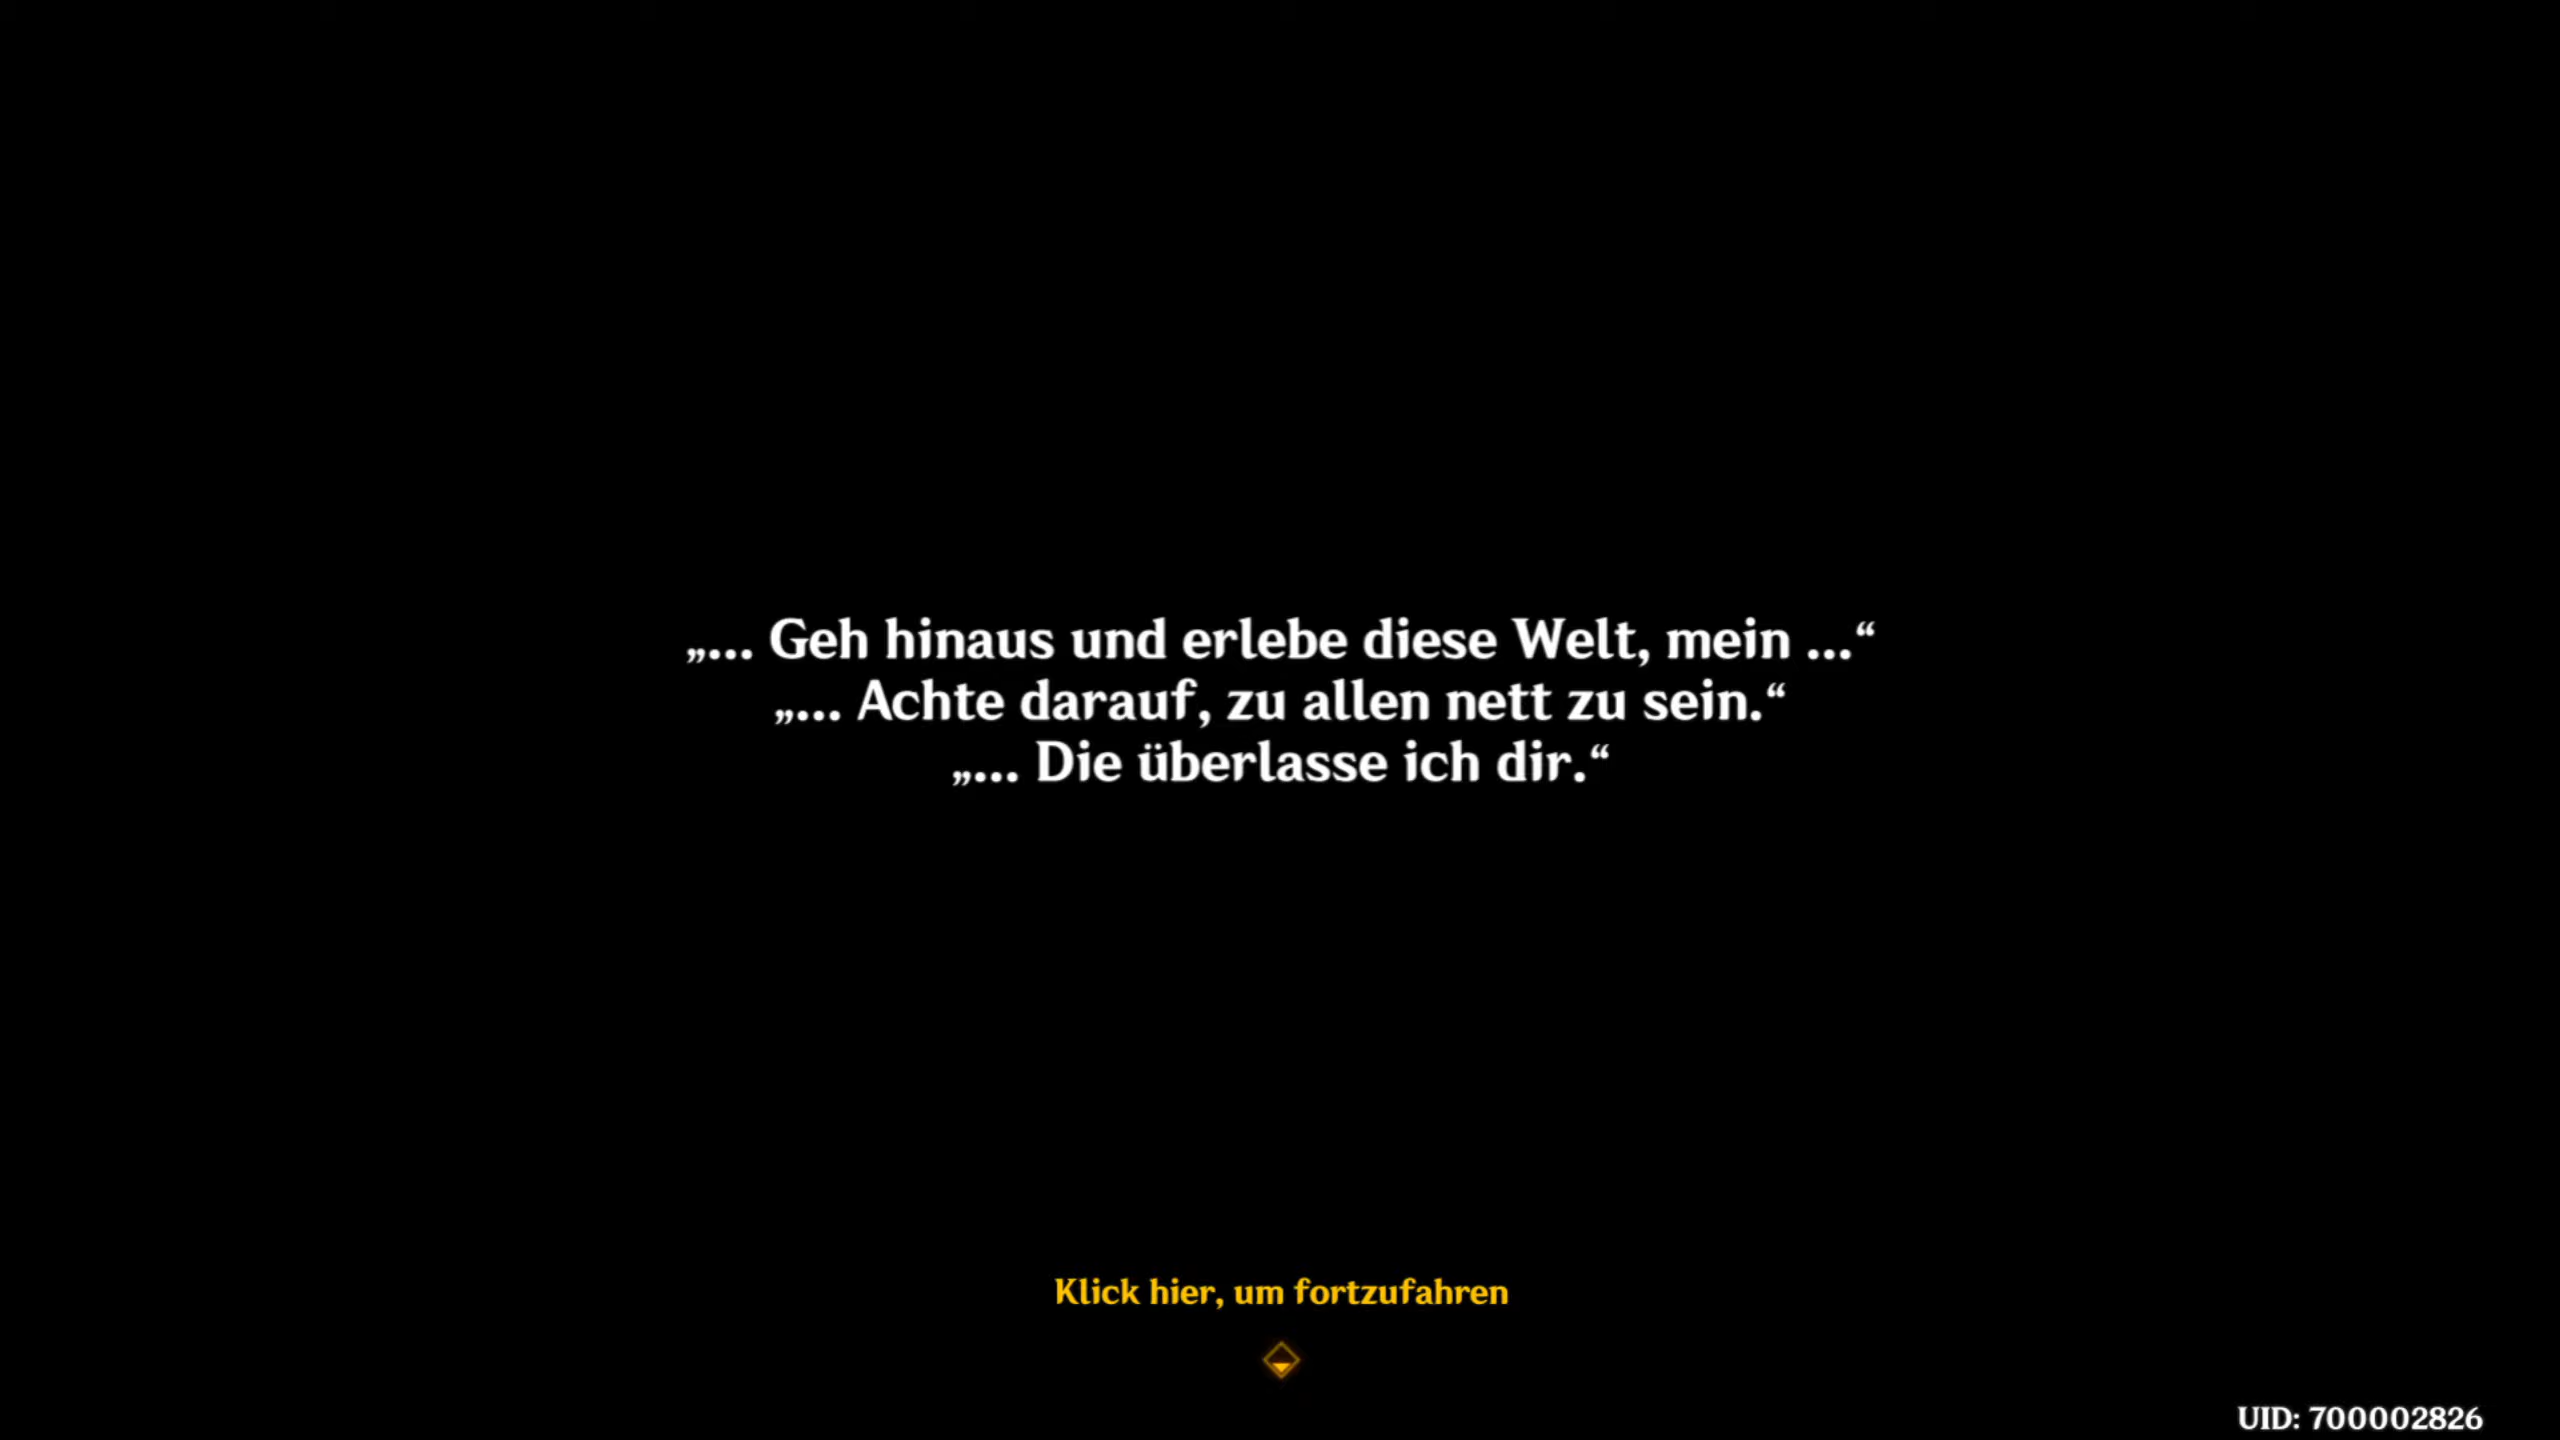 „... Geh hinaus und erlebe diese Welt, mein ...“
„... Achte darauf, zu allen nett zu sein.“
„... Die überlasse ich dir.“
Klick hier, um fortzufahren
UID: 700002826